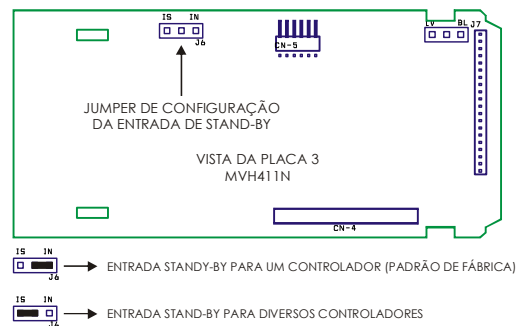 IS IN
J6
CN-5
LV BL J7
JUMPER DE CONFIGURAÇÃO
DA ENTRADA DE STAND-BY
VISTA DA PLACA 3
MVH411N
CN-4
IS IN
J6
ENTRADA STANDY-BY PARA UM CONTROLADOR (PADRÃO DE FÁBRICA)
IS IN
J6
ENTRADA STAND-BY PARA DIVERSOS CONTROLADORES